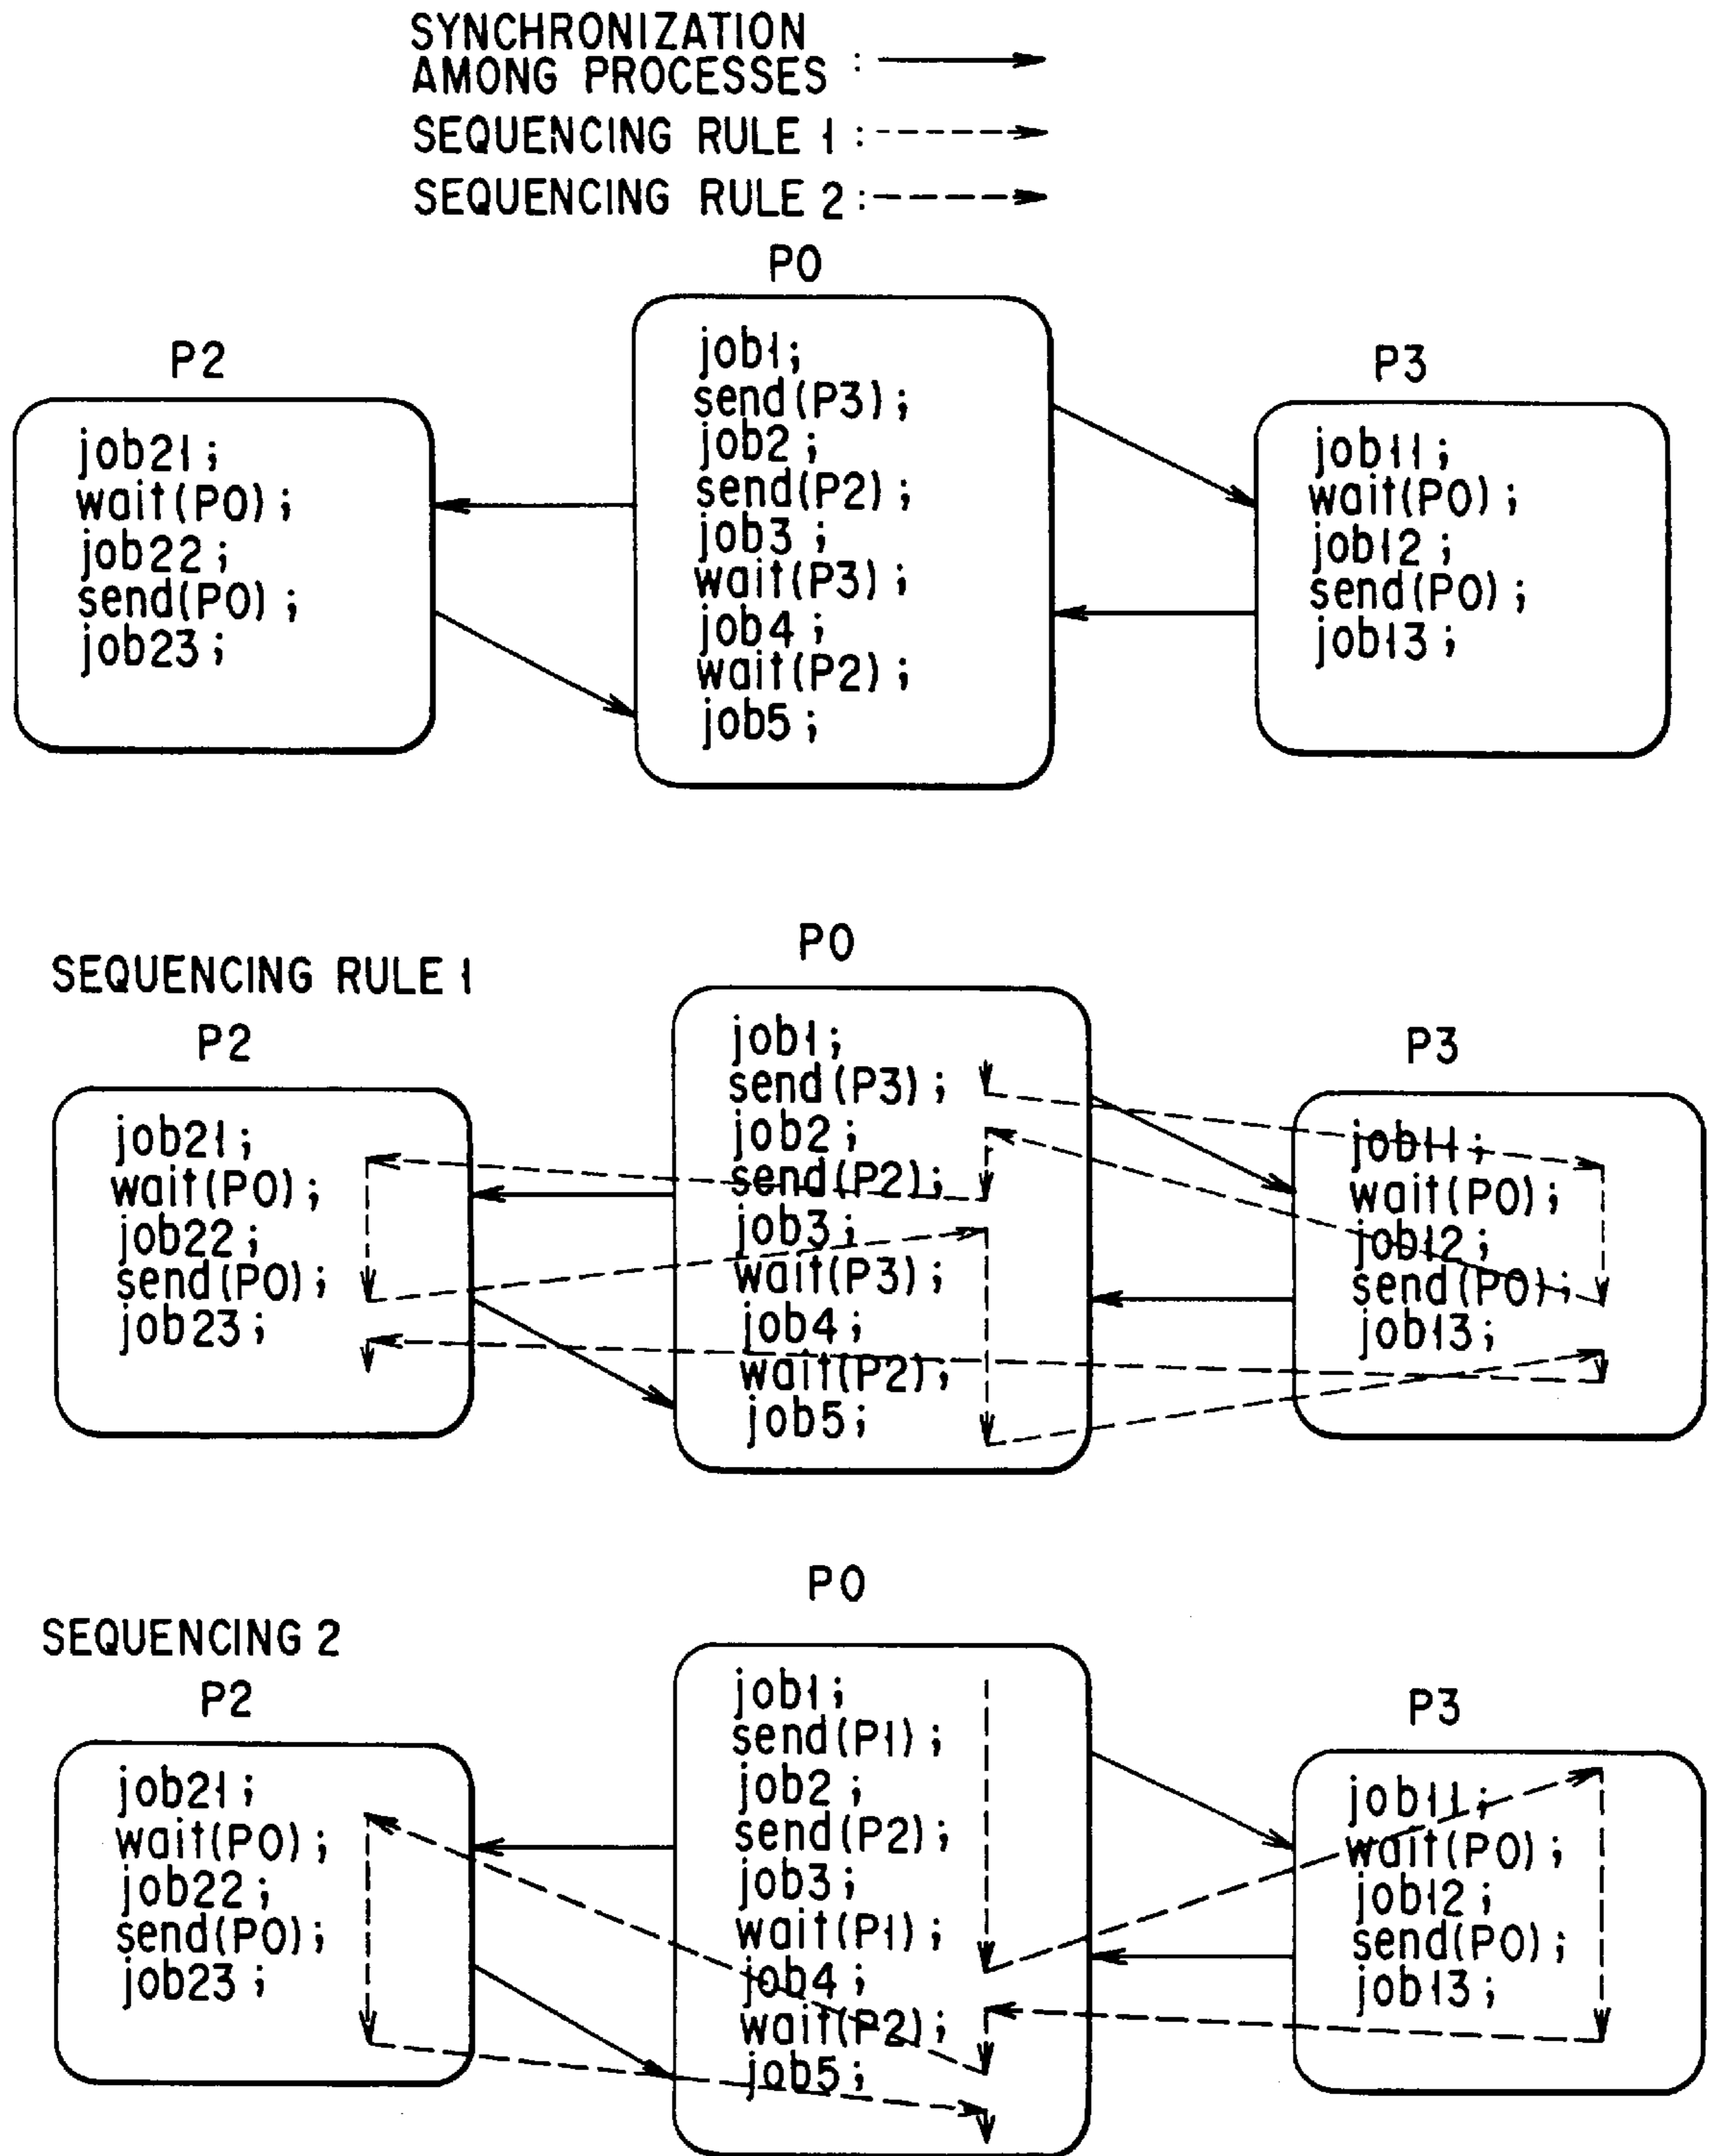 SYNCHRONIZATION
AMONG PROCESSES :
SEQUENCING RULE 1 :
SEQUENCING RULE 2 :
P0
job1;
send(P3);
job2;
send(P2);
job3;
wait(P3);
job4;
wait(P2);
job5;
P2
job21;
wait(P0);
job22;
send(P0);
job23;
P3
job11;
wait(P0);
job12;
send(P0);
job13;
SEQUENCING RULE 1
P2
job21;
wait(P0);
job22;
send(P0);
job23;
P0
job1;
send(P3);
job2;
send(P2);
job3;
wait(P3);
job4;
wait(P2);
job5;
P3
job11;
wait(P0);
job12;
send(P0);
job13;
SEQUENCING 2
P2
job21;
wait(P0);
job22;
send(P0);
job23;
P0
job1;
send(P1);
job2;
send(P2);
job3;
wait(P1);
job4;
wait(P2);
job5;
P3
job11;
wait(P0);
job12;
send(P0);
job13;